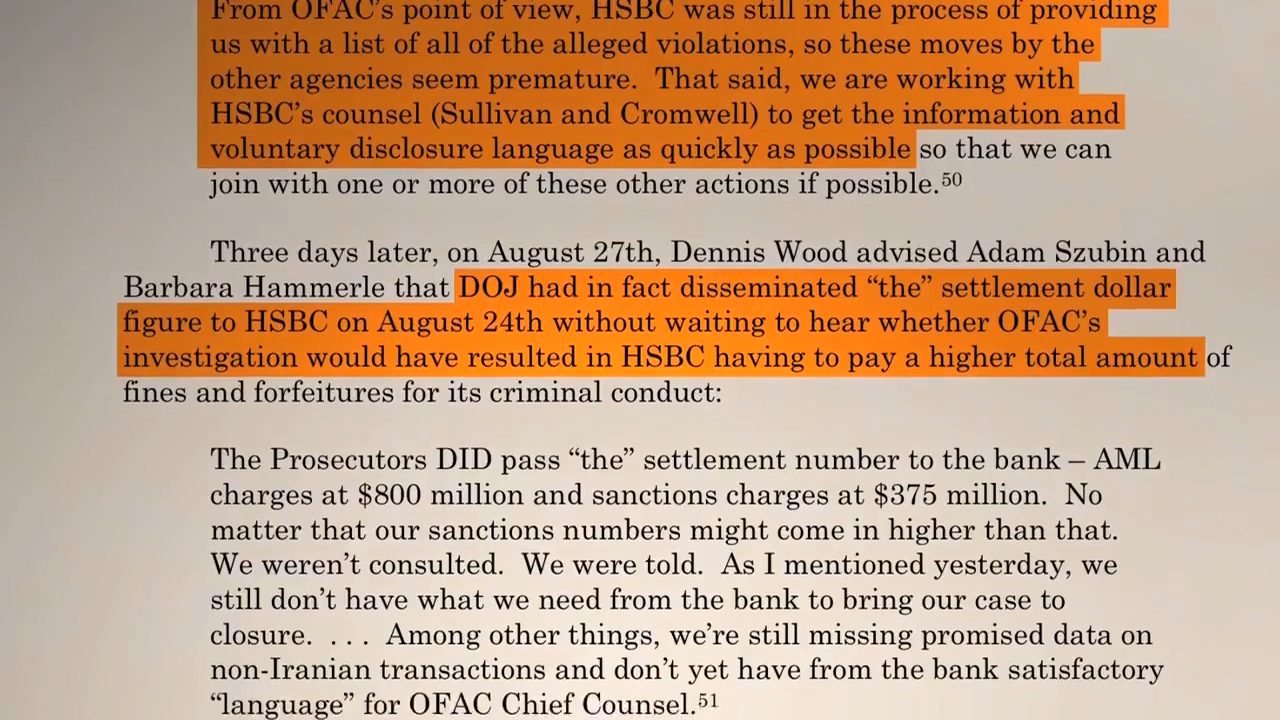 From OFAC’s point of view, HSBC was still in the process of providing
us with a list of all of the alleged violations, so these moves by the
other agencies seem premature.  That said, we are working with
HSBC’s counsel (Sullivan and Cromwell) to get the information and
voluntary disclosure language as quickly as possible so that we can
join with one or more of these other actions if possible.⁵⁰
Three days later, on August 27th, Dennis Wood advised Adam Szubin and
Barbara Hammerle that DOJ had in fact disseminated “the” settlement dollar
figure to HSBC on August 24th without waiting to hear whether OFAC’s
investigation would have resulted in HSBC having to pay a higher total amount of
fines and forfeitures for its criminal conduct:
The Prosecutors DID pass “the” settlement number to the bank – AML
charges at $800 million and sanctions charges at $375 million.  No
matter that our sanctions numbers might come in higher than that.
We weren’t consulted.  We were told.  As I mentioned yesterday, we
still don’t have what we need from the bank to bring our case to
closure.  . . .  Among other things, we’re still missing promised data on
non-Iranian transactions and don’t yet have from the bank satisfactory
“language” for OFAC Chief Counsel.⁵¹